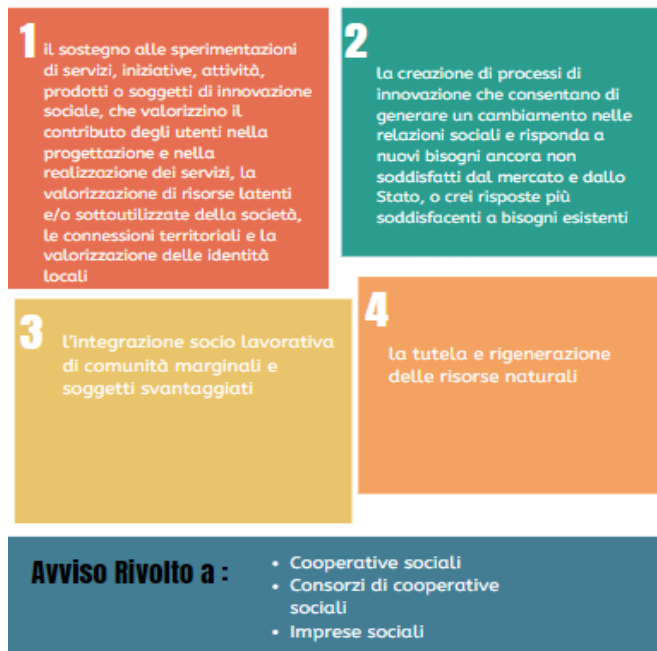 1
il sostegno alle sperimentazioni
di servizi, iniziative, attività,
prodotti o soggetti di innovazione
sociale, che valorizzino il
contributo degli utenti nella
progettazione e nella
realizzazione dei servizi, la
valorizzazione di risorse latenti
e/o sottoutilizzate della società,
le connessioni territoriali e la
valorizzazione delle identità
locali
2
la creazione di processi di
innovazione che consentano di
generare un cambiamento nelle
relazioni sociali e risponda a
nuovi bisogni ancora non
soddisfatti dal mercato e dallo
Stato, o crei risposte più
soddisfacenti a bisogni esistenti
3
l'integrazione socio lavorativa
di comunità marginali e
soggetti svantaggiati
4
la tutela e rigenerazione
delle risorse naturali
Avviso Rivolto a :
• Cooperative sociali
• Consorzi di cooperative
sociali
• Imprese sociali